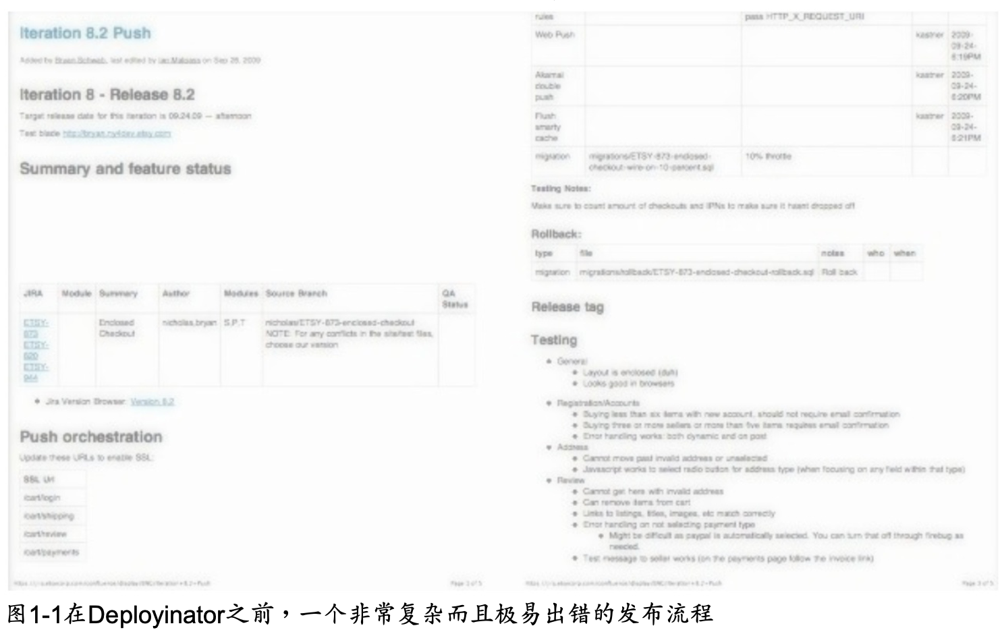 Iteration 8.2 Push
Added by Bryan Schwab, last edited by Ian Malpass on Sep 28, 2009
Iteration 8 - Release 8.2
Target release date for this iteration is 09.24.09 — afternoon
Test blade http://bryan.ny4dev.etsy.com
Summary and feature status
JIRA Module Summary Author Modules Source Branch QA
Status
ETSY-
873
ETSY-
620
ETSY-
944
Enclosed
Checkout
nicholas,bryan S,P,T
nicholas/ETSY-873-enclosed-checkout
NOTE: For any conflicts in the site/test files,
choose our version
Jira Version Browser: Version 8.2
Push orchestration
Update these URLs to enable SSL:
SSL Url
/cart/login
/cart/shipping
/cart/review
/cart/payments
Page 2 of 5
rules pass HTTP_X_REQUEST_URI
Web Push kastner 2009-
09-24-
6:19PM
Akamai
double
push
kastner 2009-
09-24-
6:20PM
Flush
smarty
cache
kastner 2009-
09-24-
6:21PM
migration migrations/ETSY-873-enclosed-
checkout-wire-on-10-percent.sql
10% throttle
Testing Notes:
Make sure to count amount of checkouts and IPNs to make sure it hasnt dropped off
Rollback:
type file notes who when
migration migrations/rollback/ETSY-873-enclosed-checkout-rollback.sql Roll back
Release tag
Testing
General
Layout is enclosed (duh)
Looks good in browsers
Registration/Accounts
Buying less than six items with new account, should not require email confirmation
Buying three or more sellers or more than five items requires email confirmation
Error handling works: both dynamic and on post
Address
Cannot move past invalid address or unselected
Javascript works to select radio button for address type (when focusing on any field within that type)
Review
Cannot get here with invalid address
Can remove items from cart
Links to listings, titles, images, etc match correctly
Error handling on not selecting payment type
Might be difficult as paypal is automatically selected. You can turn that off through firebug as
needed.
Test message to seller works (on the payments page follow the invoice link)
Page 3 of 5
图1-1在Deployinator之前，一个非常复杂而且极易出错的发布流程